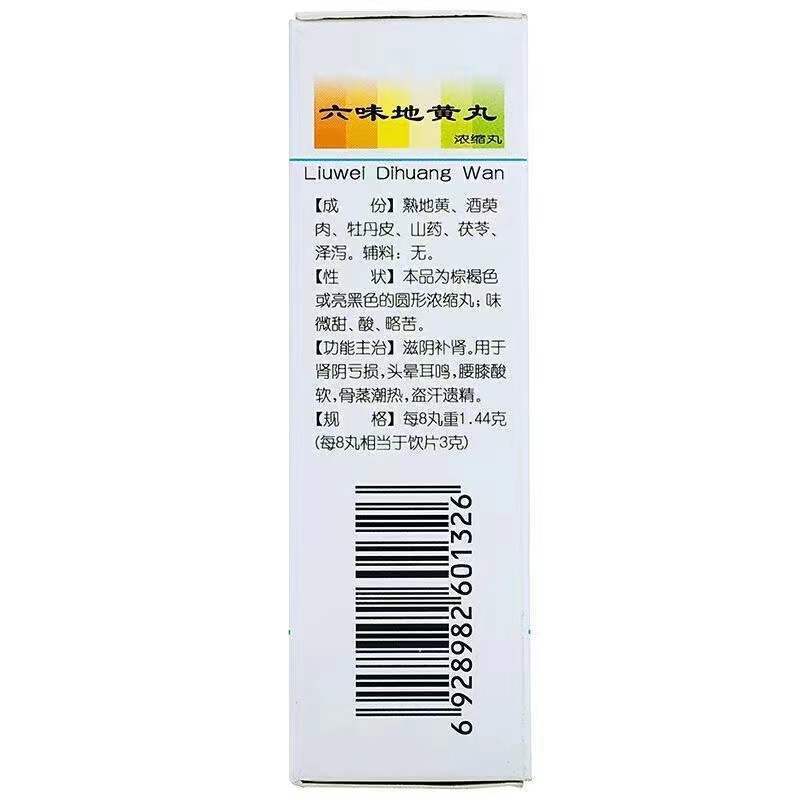 六味地黄丸
浓缩丸
Liuwei Dihuang Wan
【成 份】熟地黄、酒萸
肉、牡丹皮、山药、茯苓、
泽泻。辅料：无。
【性 状】本品为棕褐色
或亮黑色的圆形浓缩丸；味
微甜、酸、略苦。
【功能主治】滋阴补肾。用于
肾阴亏损，头晕耳鸣，腰膝酸
软，骨蒸潮热，盗汗遗精。
【规 格】每8丸重1.44克
(每8丸相当于饮片3克)
6928982601326